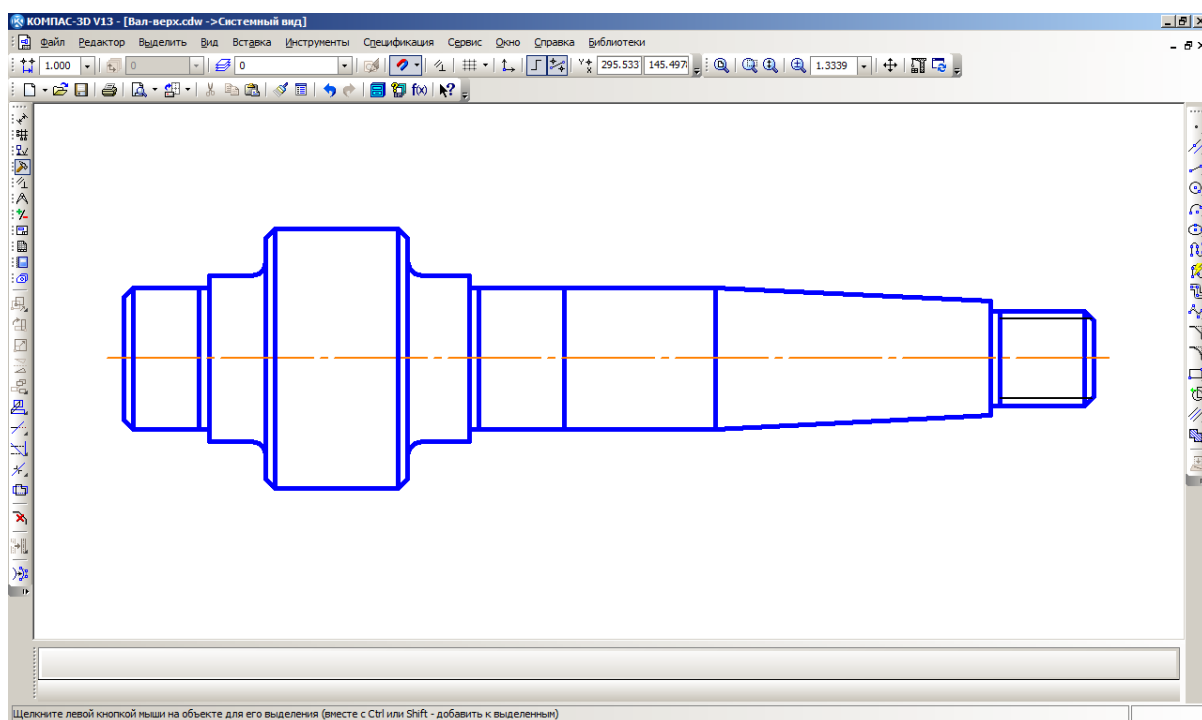 КОМПАС-3D V13 - [Вал-верх.cdw ->Системный вид]
Файл Редактор Выделить Вид Вставка Инструменты Спецификация Сервис Окно Справка Библиотеки
1.000 0 0 295.533 145.497 1.3339
f(x)
Щелкните левой кнопкой мыши на объекте для его выделения (вместе с Ctrl или Shift - добавить к выделенным)